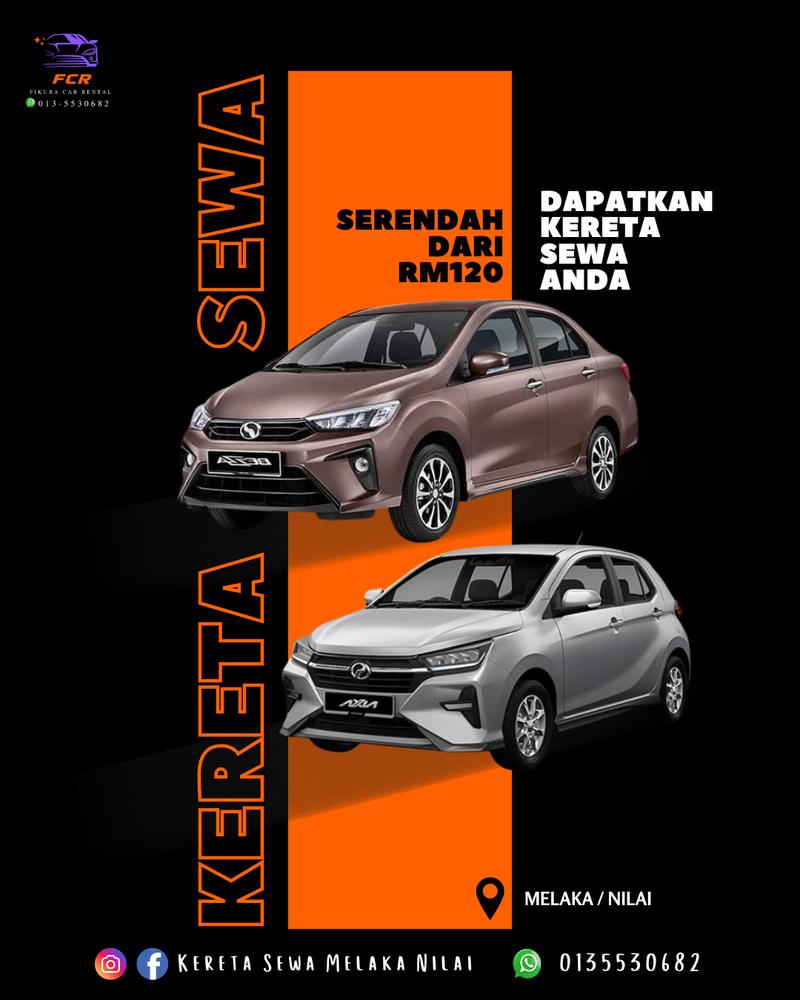 FCR
FIKURA CAR RENTAL
013-5530682
SEWA
SERENDAH
DARI
RM120
DAPATKAN
KERETA
SEWA
ANDA
BEZZA
KERETA
AXIA
MELAKA / NILAI
KERETA SEWA MELAKA NILAI
0135530682